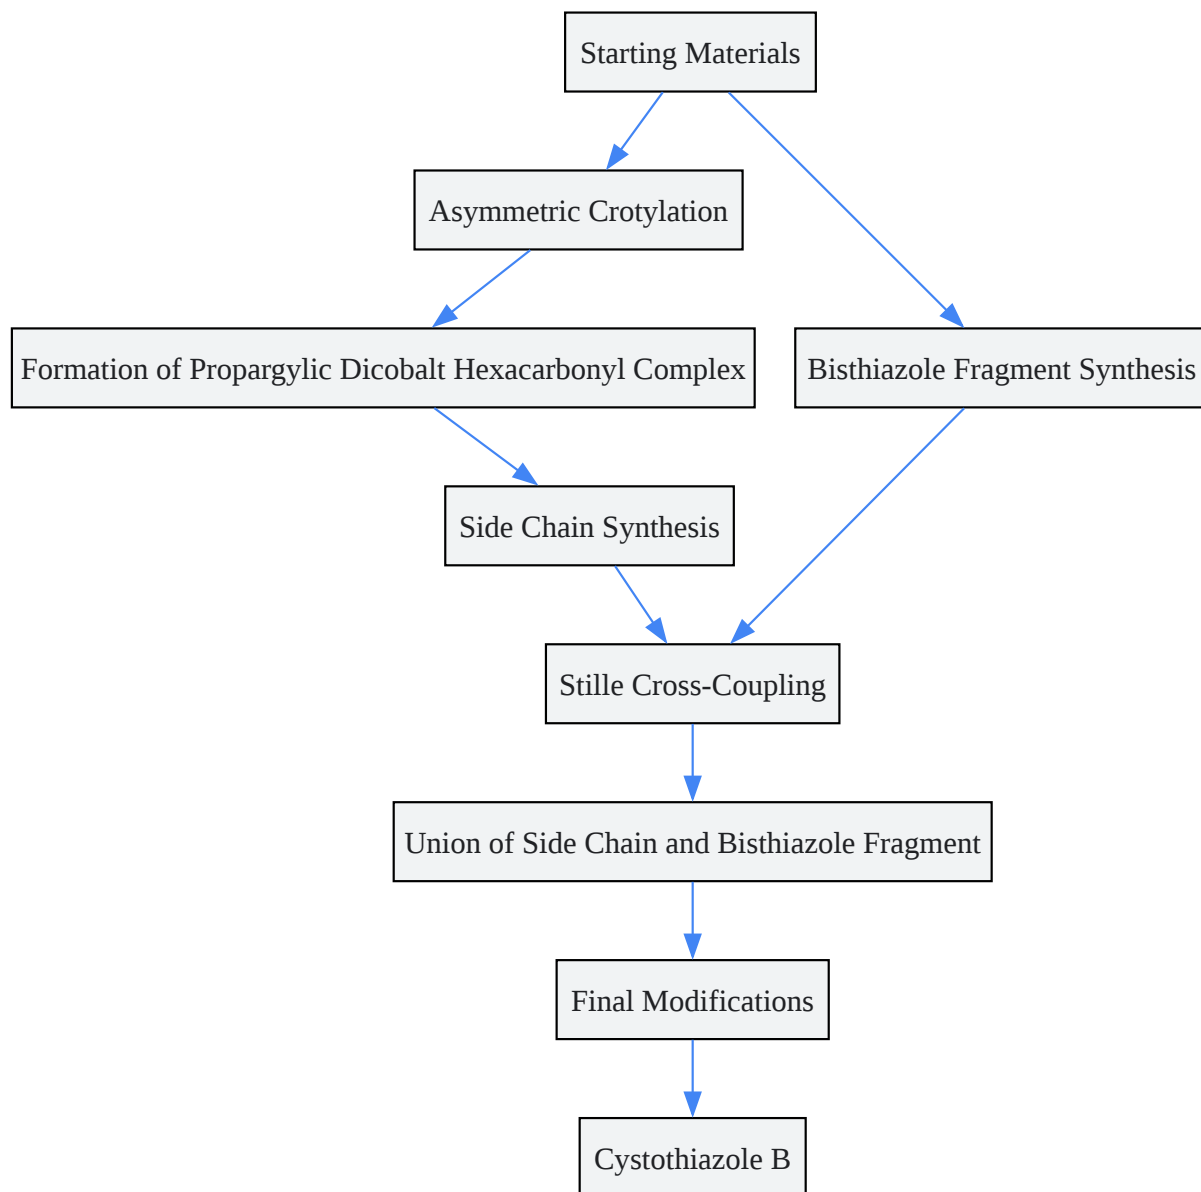 Starting Materials
Asymmetric Crotylation
Formation of Propargylic Dicobalt Hexacarbonyl Complex
Bisthiazole Fragment Synthesis
Side Chain Synthesis
Stille Cross-Coupling
Union of Side Chain and Bisthiazole Fragment
Final Modifications
Cystothiazole B